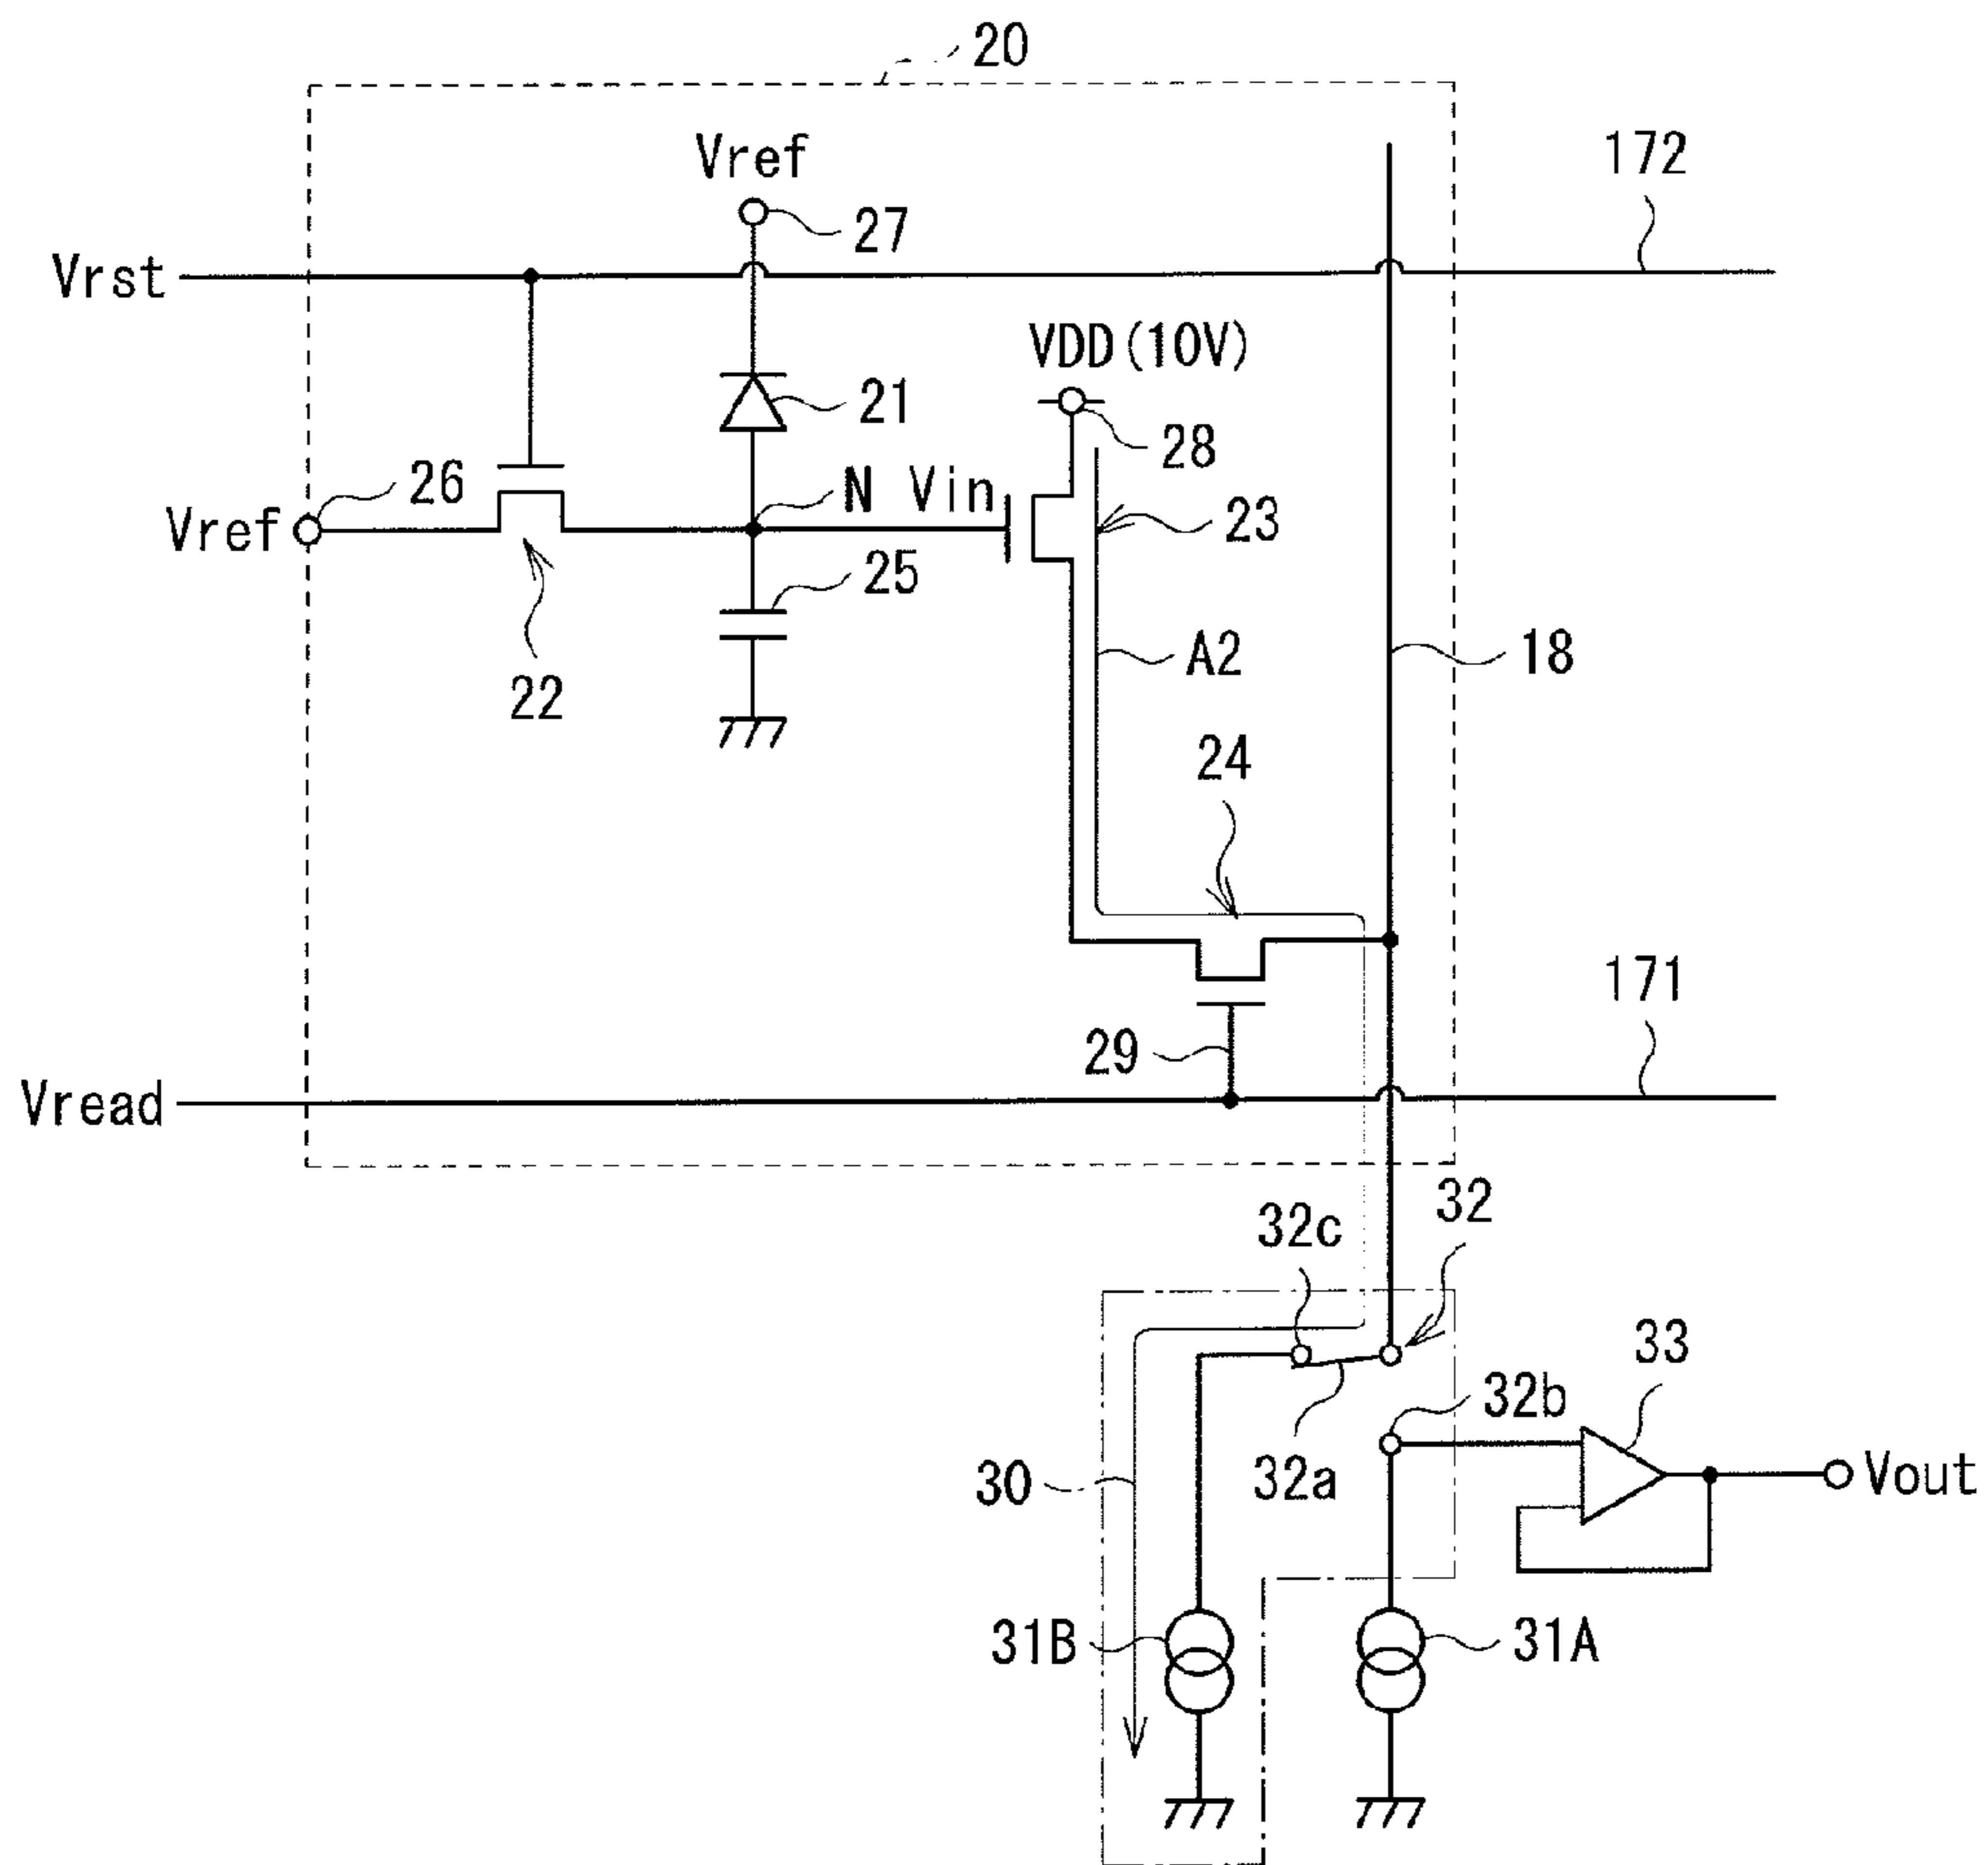 20
172
Vref
27
Vrst
VDD(10V)
21
28
26
N Vin
Vref
23
25
A2
18
22
24
171
29
Vread
32
32c
33
32b
30
32a
Vout
31B
31A